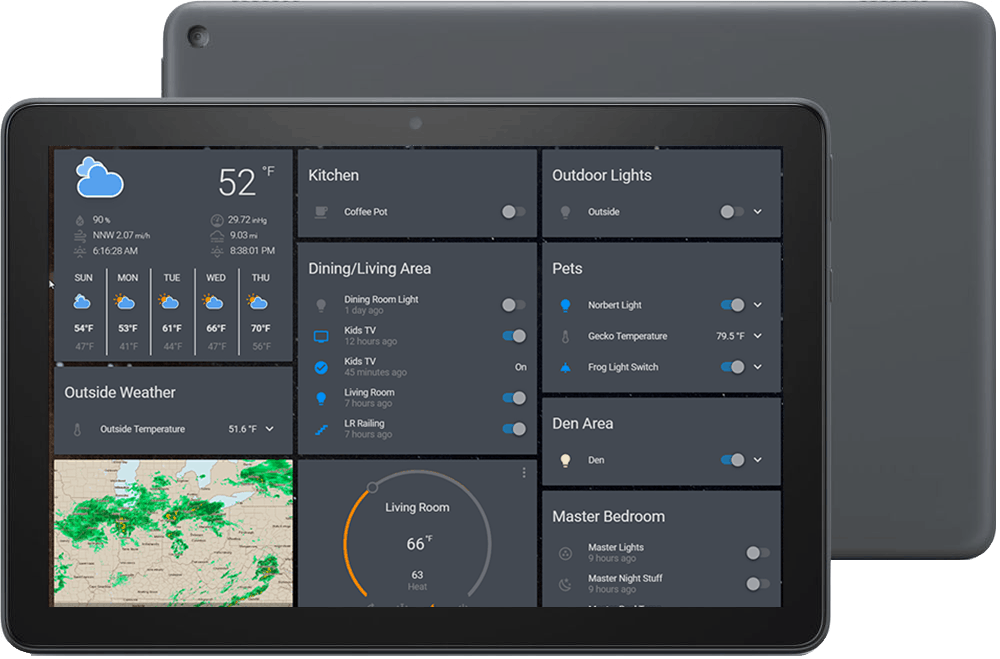 52 °F
90 %
29.72 inHg
NNW 2.07 mi/h
9.03 mi
6:16:28 AM
8:38:01 PM
SUN MON TUE WED THU
54°F 53°F 61°F 66°F 70°F
47°F 41°F 44°F 47°F 56°F
Outside Weather
Outside Temperature 51.6 °F
Kitchen
Coffee Pot
Dining/Living Area
Dining Room Light
1 day ago
Kids TV
12 hours ago
Kids TV
45 minutes ago
On
Living Room
7 hours ago
LR Railing
7 hours ago
Living Room
66 °F
63
Heat
Outdoor Lights
Outside
Pets
Norbert Light
Gecko Temperature 79.5 °F
Frog Light Switch
Den Area
Den
Master Bedroom
Master Lights
9 hours ago
Master Night Stuff
9 hours ago